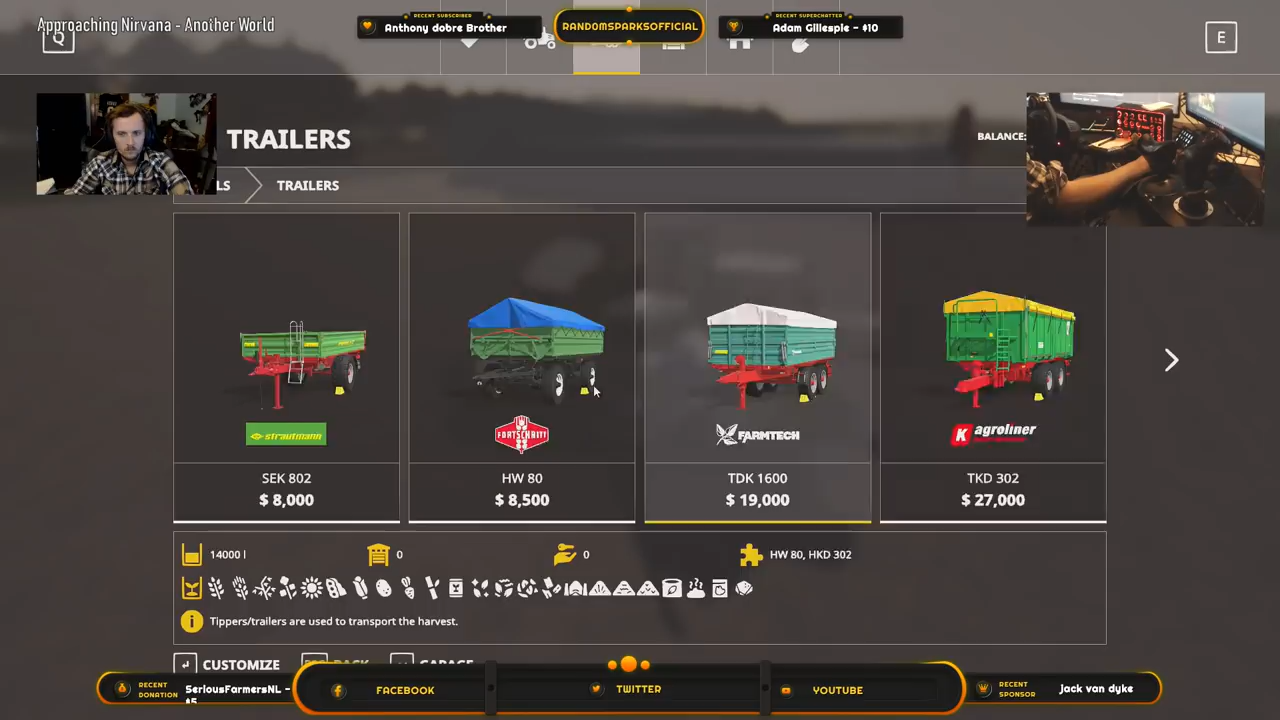 Approaching Nirvana - Another World
RECENT SUBSCRIBER
Anthony dobre Brother
RANDOMSPARKSOFFICIAL
RECENT SUPERCHATTER
Adam Gillespie - $10
Q
E
TRAILERS
BALANCE:
LS
TRAILERS
strautmann
FORTSCHRITT
FARMTECH
K agroliner
SEK 802
$ 8,000
HW 80
$ 8,500
TDK 1600
$ 19,000
TKD 302
$ 27,000
14000 l
0
0
HW 80, HKD 302
Tippers/trailers are used to transport the harvest.
CUSTOMIZE
BACK
GARAGE
RECENT DONATION
SeriousFarmersNL -
$5
FACEBOOK
TWITTER
YOUTUBE
RECENT SPONSOR
Jack van dyke